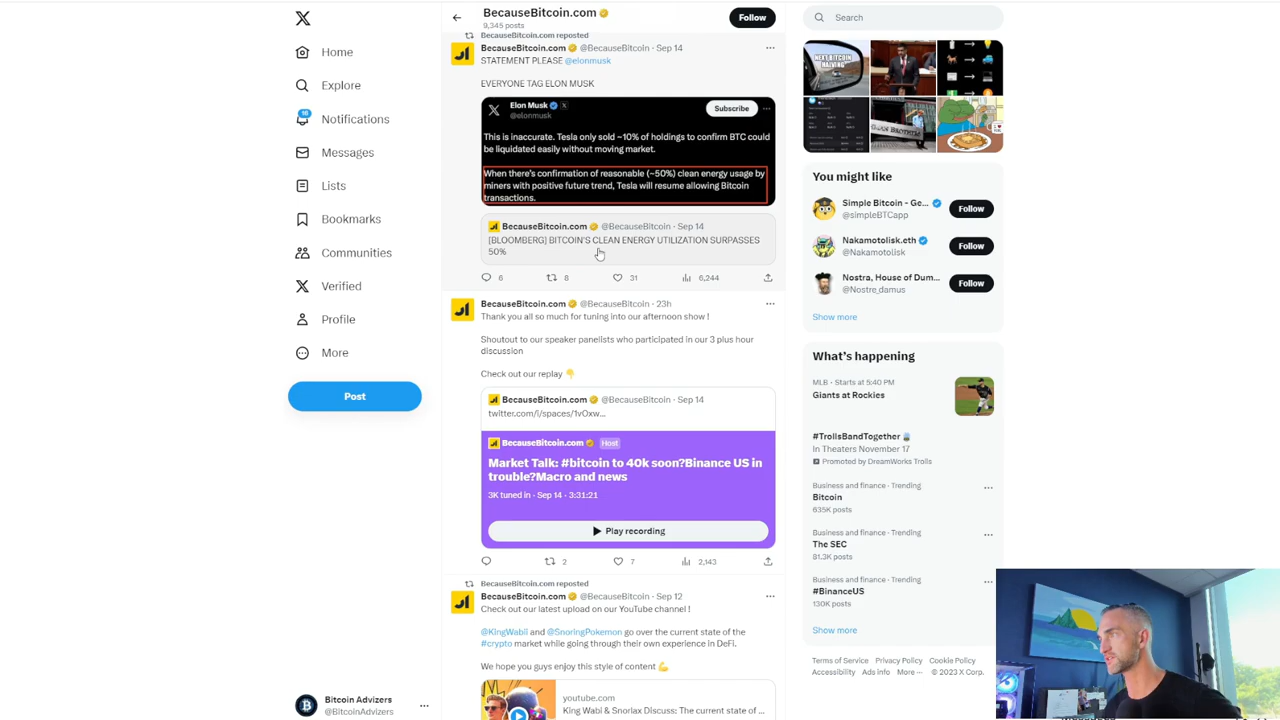 BecauseBitcoin.com
9,345 posts
Follow
Search
Home
Explore
16
Notifications
Messages
Lists
Bookmarks
Communities
Verified
Profile
More
Post
Bitcoin Advizers
@BitcoinAdvizers
BecauseBitcoin.com reposted
BecauseBitcoin.com @BecauseBitcoin · Sep 14
STATEMENT PLEASE @elonmusk
EVERYONE TAG ELON MUSK
Elon Musk
@elonmusk
Subscribe
This is inaccurate. Tesla only sold ~10% of holdings to confirm BTC could
be liquidated easily without moving market.
When there's confirmation of reasonable (~50%) clean energy usage by
miners with positive future trend, Tesla will resume allowing Bitcoin
transactions.
BecauseBitcoin.com @BecauseBitcoin · Sep 14
[BLOOMBERG] BITCOIN'S CLEAN ENERGY UTILIZATION SURPASSES
50%
6 8 31 6,244
BecauseBitcoin.com @BecauseBitcoin · 23h
Thank you all so much for tuning into our afternoon show !
Shoutout to our speaker panelists who participated in our 3 plus hour
discussion
Check out our replay 👇
BecauseBitcoin.com @BecauseBitcoin · Sep 14
twitter.com/i/spaces/1vOxw...
BecauseBitcoin.com Host
Market Talk: #bitcoin to 40k soon?Binance US in
trouble?Macro and news
3K tuned in · Sep 14 · 3:31:21
Play recording
2 7 2,143
BecauseBitcoin.com reposted
BecauseBitcoin.com @BecauseBitcoin · Sep 12
Check out our latest upload on our YouTube channel !
@KingWabii and @SnoringPokemon go over the current state of the
#crypto market while going through their own experience in DeFi.
We hope you guys enjoy this style of content 💪
youtube.com
King Wabi & Snorlax Discuss: The current state of ...
NEXT BITCOIN
HALVING
BROTHERS
You might like
Simple Bitcoin - Ge...
@simpleBTCapp
Follow
Nakamotolisk.eth
@Nakamotolisk
Follow
Nostra, House of Dum...
@Nostre_damus
Follow
Show more
What's happening
MLB · Starts at 5:40 PM
Giants at Rockies
#TrollsBandTogether
In Theaters November 17
Promoted by DreamWorks Trolls
Business and finance · Trending
Bitcoin
635K posts
Business and finance · Trending
The SEC
81.3K posts
Business and finance · Trending
#BinanceUS
130K posts
Show more
Terms of Service Privacy Policy Cookie Policy
Accessibility Ads info More ··· © 2023 X Corp.